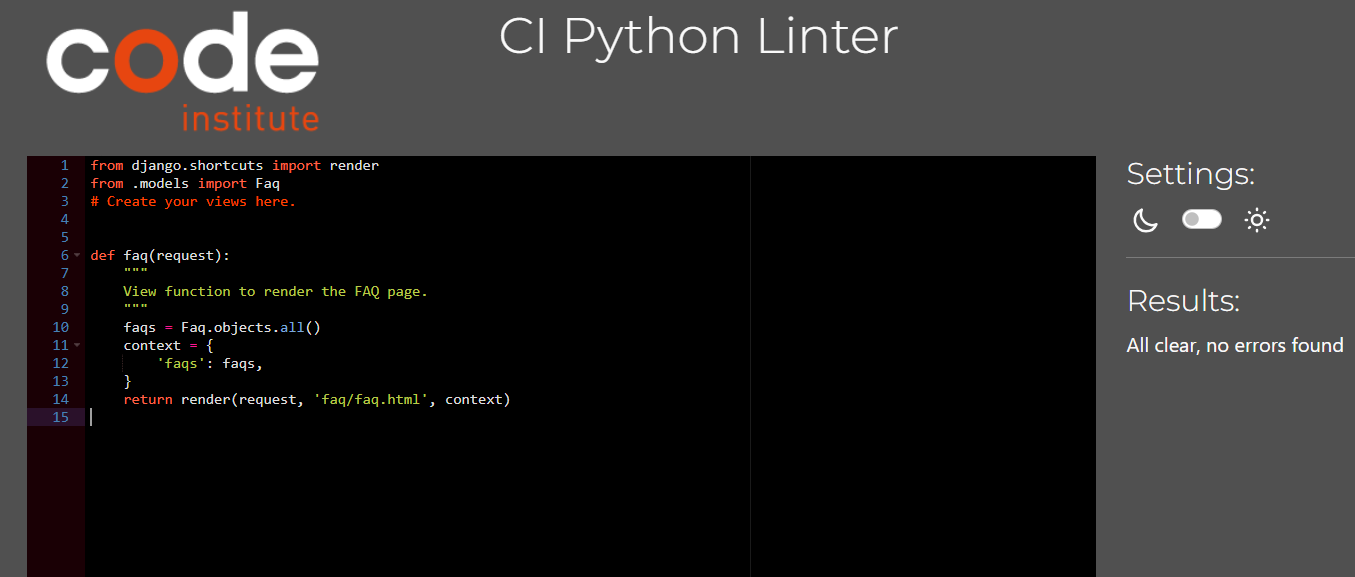 code
institute
CI Python Linter
1 from django.shortcuts import render
2 from .models import Faq
3 # Create your views here.
4
5
6 def faq(request):
7     """
8     View function to render the FAQ page.
9     """
10     faqs = Faq.objects.all()
11     context = {
12         'faqs': faqs,
13     }
14     return render(request, 'faq/faq.html', context)
15
Settings:
Results:
All clear, no errors found